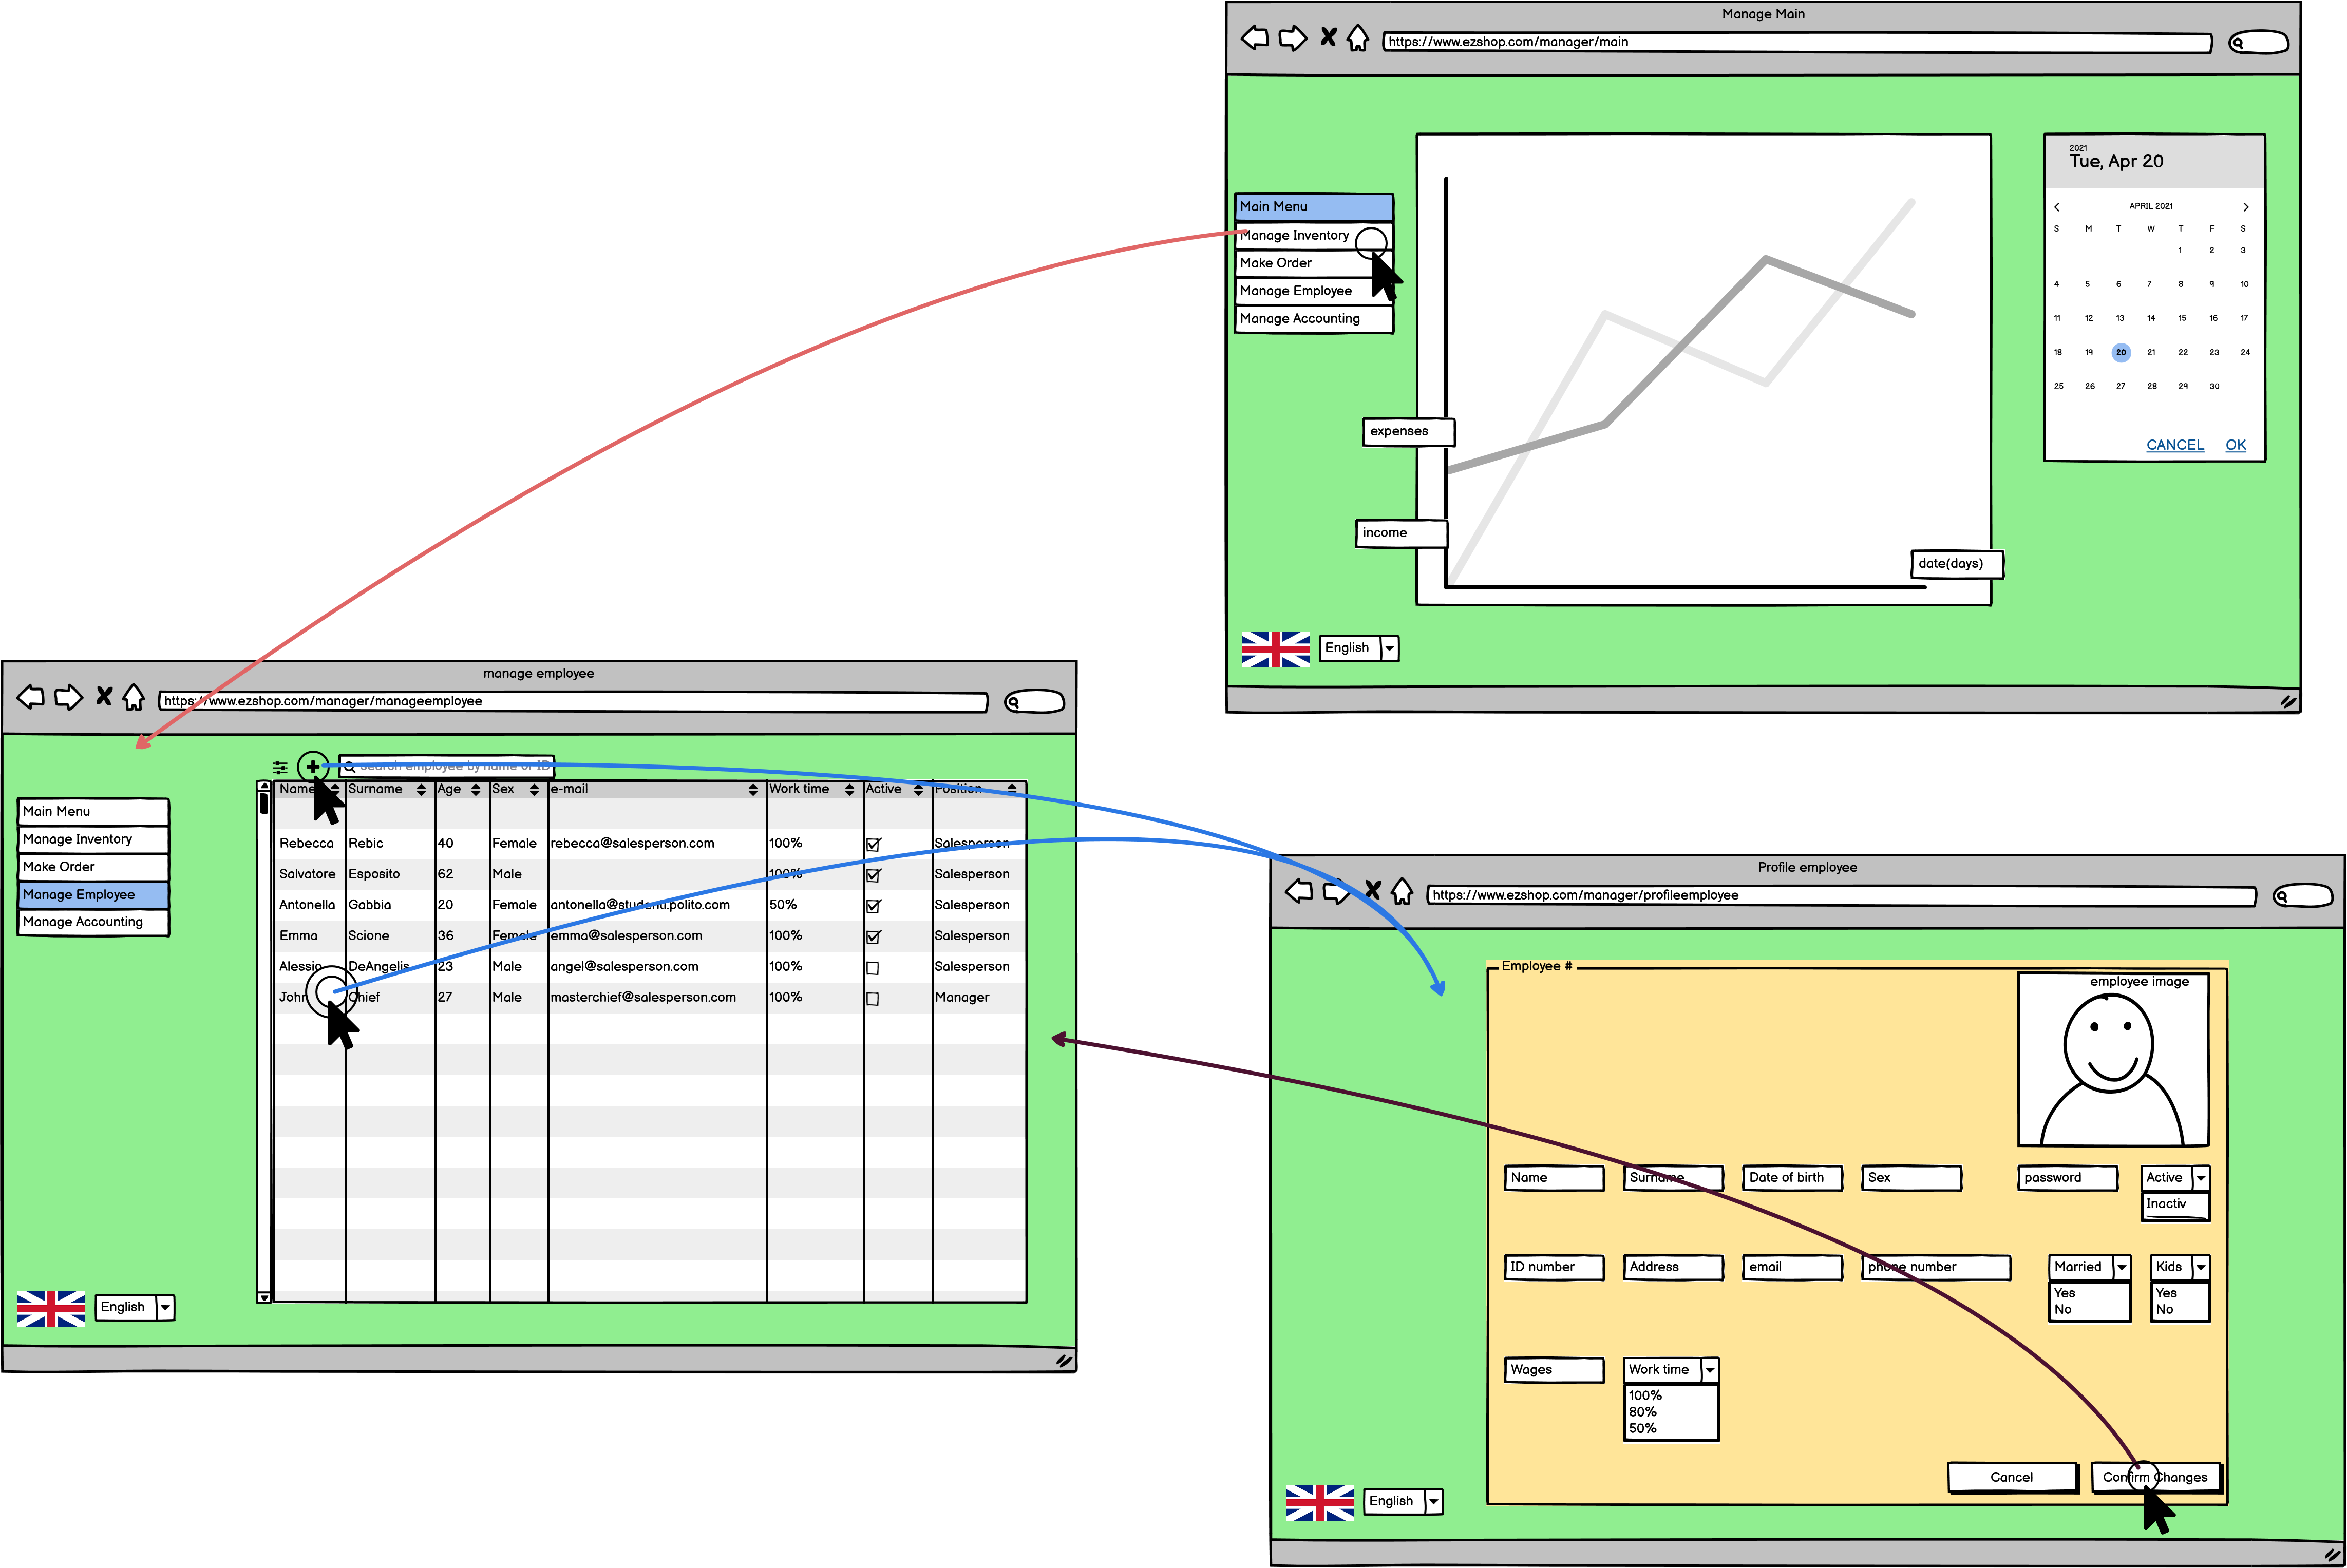 Manage Main
https://www.ezshop.com/manager/main
Main Menu
Manage Inventory
Make Order
Manage Employee
Manage Accounting
expenses
income
date(days)
2021
Tue, Apr 20
APRIL 2021
S M T W T F S
1 2 3
4 5 6 7 8 9 10
11 12 13 14 15 16 17
18 19 20 21 22 23 24
25 26 27 28 29 30
CANCEL OK
English
manage employee
https://www.ezshop.com/manager/manageemployee
search employee by name or ID
Main Menu
Manage Inventory
Make Order
Manage Employee
Manage Accounting
Name Surname Age Sex e-mail Work time Active Position
Rebecca Rebic 40 Female rebecca@salesperson.com 100% Salesperson
Salvatore Esposito 62 Male 100% Salesperson
Antonella Gabbia 20 Female antonella@studenti.polito.com 50% Salesperson
Emma Scione 36 Female emma@salesperson.com 100% Salesperson
Alessio DeAngelis 23 Male angel@salesperson.com 100% Salesperson
John Chief 27 Male masterchief@salesperson.com 100% Manager
English
Profile employee
https://www.ezshop.com/manager/profileemployee
Employee #
employee image
Name Surname Date of birth Sex password Active
Inactiv
ID number Address email phone number Married Kids
Yes Yes
No No
Wages Work time
100%
80%
50%
Cancel Confirm Changes
English